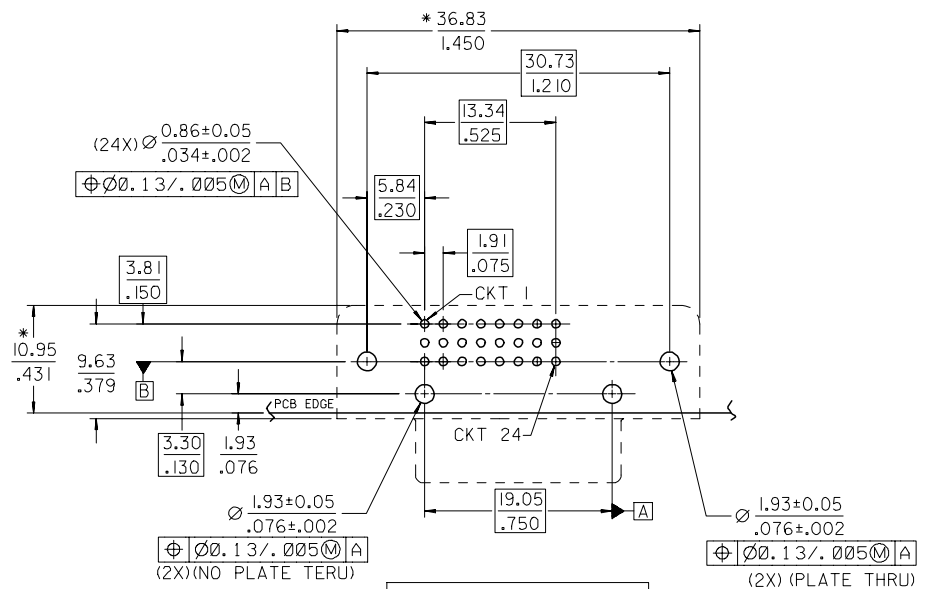 * 36.83
1.450
30.73
1.210
13.34
.525
(24X) Ø 0.86±0.05
.034±.002
⌖ Ø0.13/.005Ⓜ A B
5.84
.230
1.91
.075
3.81
.150
CKT 1
*
10.95
.431
9.63
.379
B
PCB EDGE
3.30
.130
1.93
.076
CKT 24
19.05
.750
A
Ø 1.93±0.05
.076±.002
⌖ Ø0.13/.005Ⓜ A
(2X)(NO PLATE TERU)
Ø 1.93±0.05
.076±.002
⌖ Ø0.13/.005Ⓜ A
(2X) (PLATE THRU)